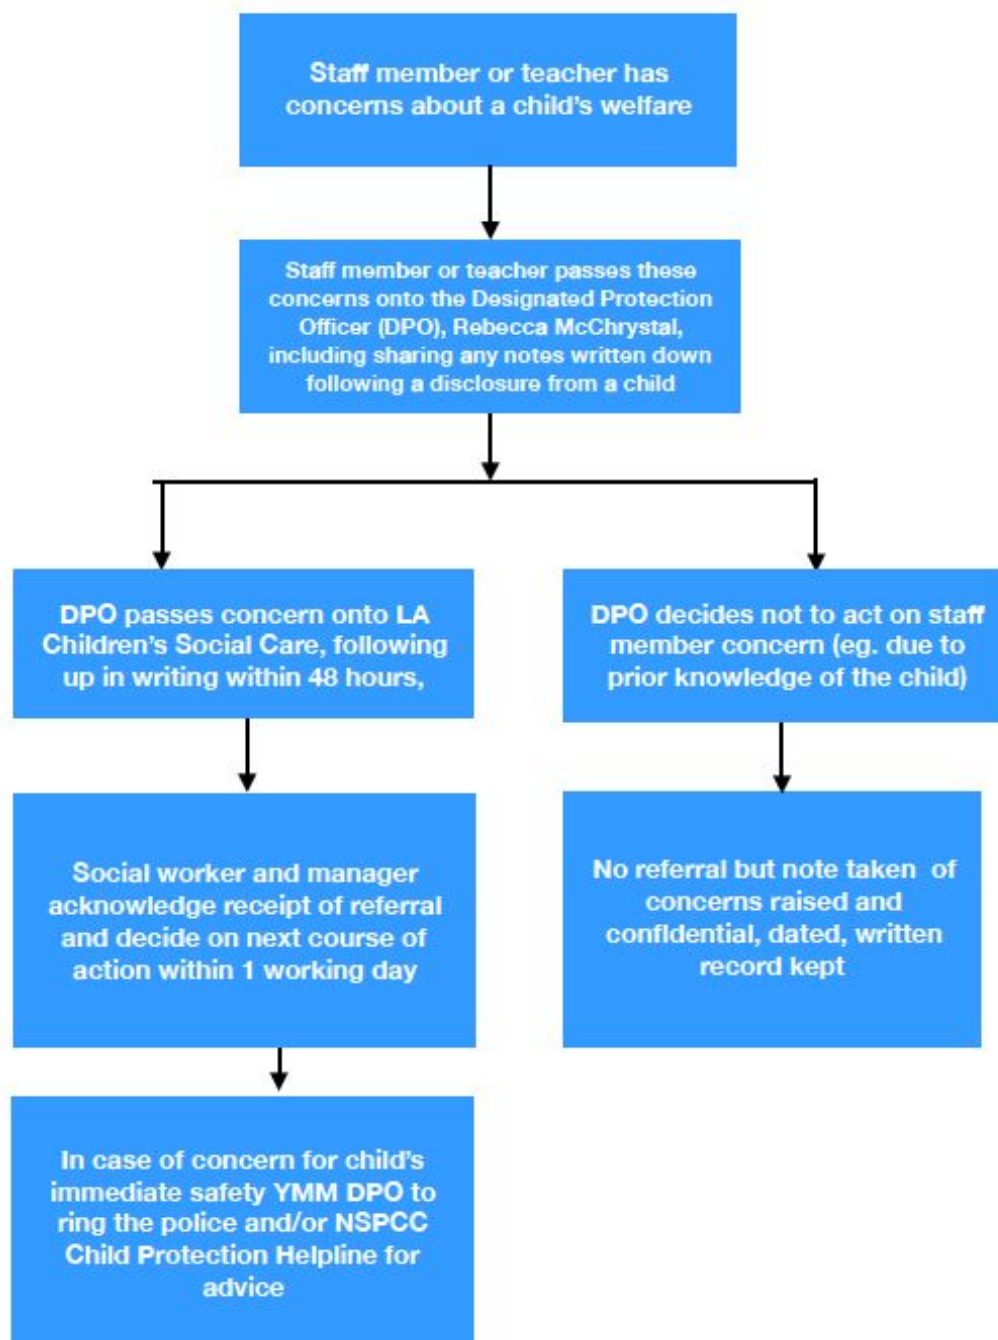 Staff member or teacher has
concerns about a child's welfare
Staff member or teacher passes these
concerns onto the Designated Protection
Officer (DPO), Rebecca McChrystal,
including sharing any notes written down
following a disclosure from a child
DPO passes concern onto LA
Children's Social Care, following
up in writing within 48 hours,
DPO decides not to act on staff
member concern (eg. due to
prior knowledge of the child)
Social worker and manager
acknowledge receipt of referral
and decide on next course of
action within 1 working day
No referral but note taken  of
concerns raised and
confidential, dated, written
record kept
In case of concern for child's
immediate safety YMM DPO to
ring the police and/or NSPCC
Child Protection Helpline for
advice